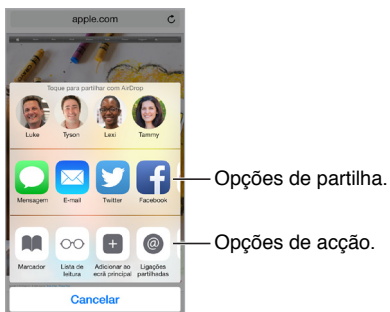 apple.com
Toque para partilhar com AirDrop
Luke Tyson Lexi Tammy
Mensagem E-mail Twitter Facebook
Opções de partilha.
Opções de acção.
Marcador Lista de leitura Adicionar ao ecrã principal Ligações partilhadas
Cancelar